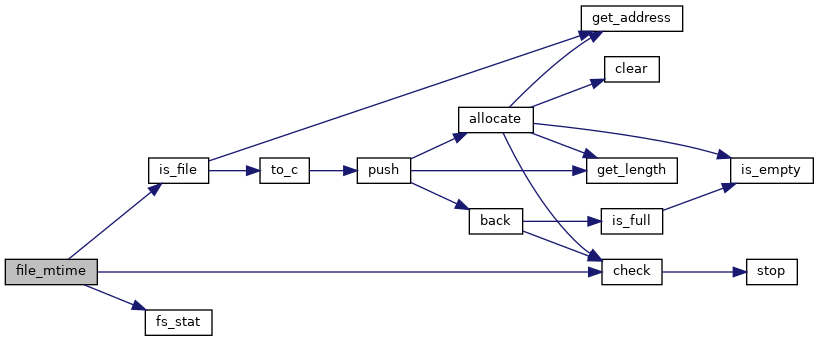 get_address
clear
allocate
is_file
to_c
push
get_length
is_empty
back
is_full
file_mtime
check
stop
fs_stat